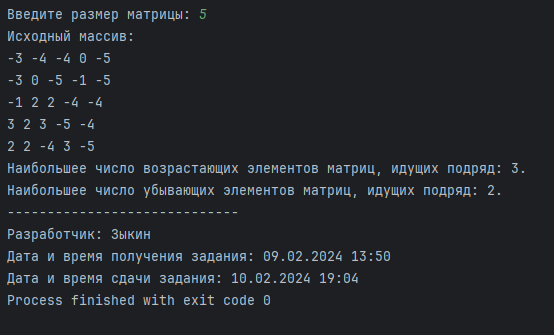 Введите размер матрицы: 5
Исходный массив:
-3 -4 -4 0 -5
-3 0 -5 -1 -5
-1 2 2 -4 -4
3 2 3 -5 -4
2 2 -4 3 -5
Наибольшее число возрастающих элементов матриц, идущих подряд: 3.
Наибольшее число убывающих элементов матриц, идущих подряд: 2.
-----------------------------
Разработчик: Зыкин
Дата и время получения задания: 09.02.2024 13:50
Дата и время сдачи задания: 10.02.2024 19:04
Process finished with exit code 0